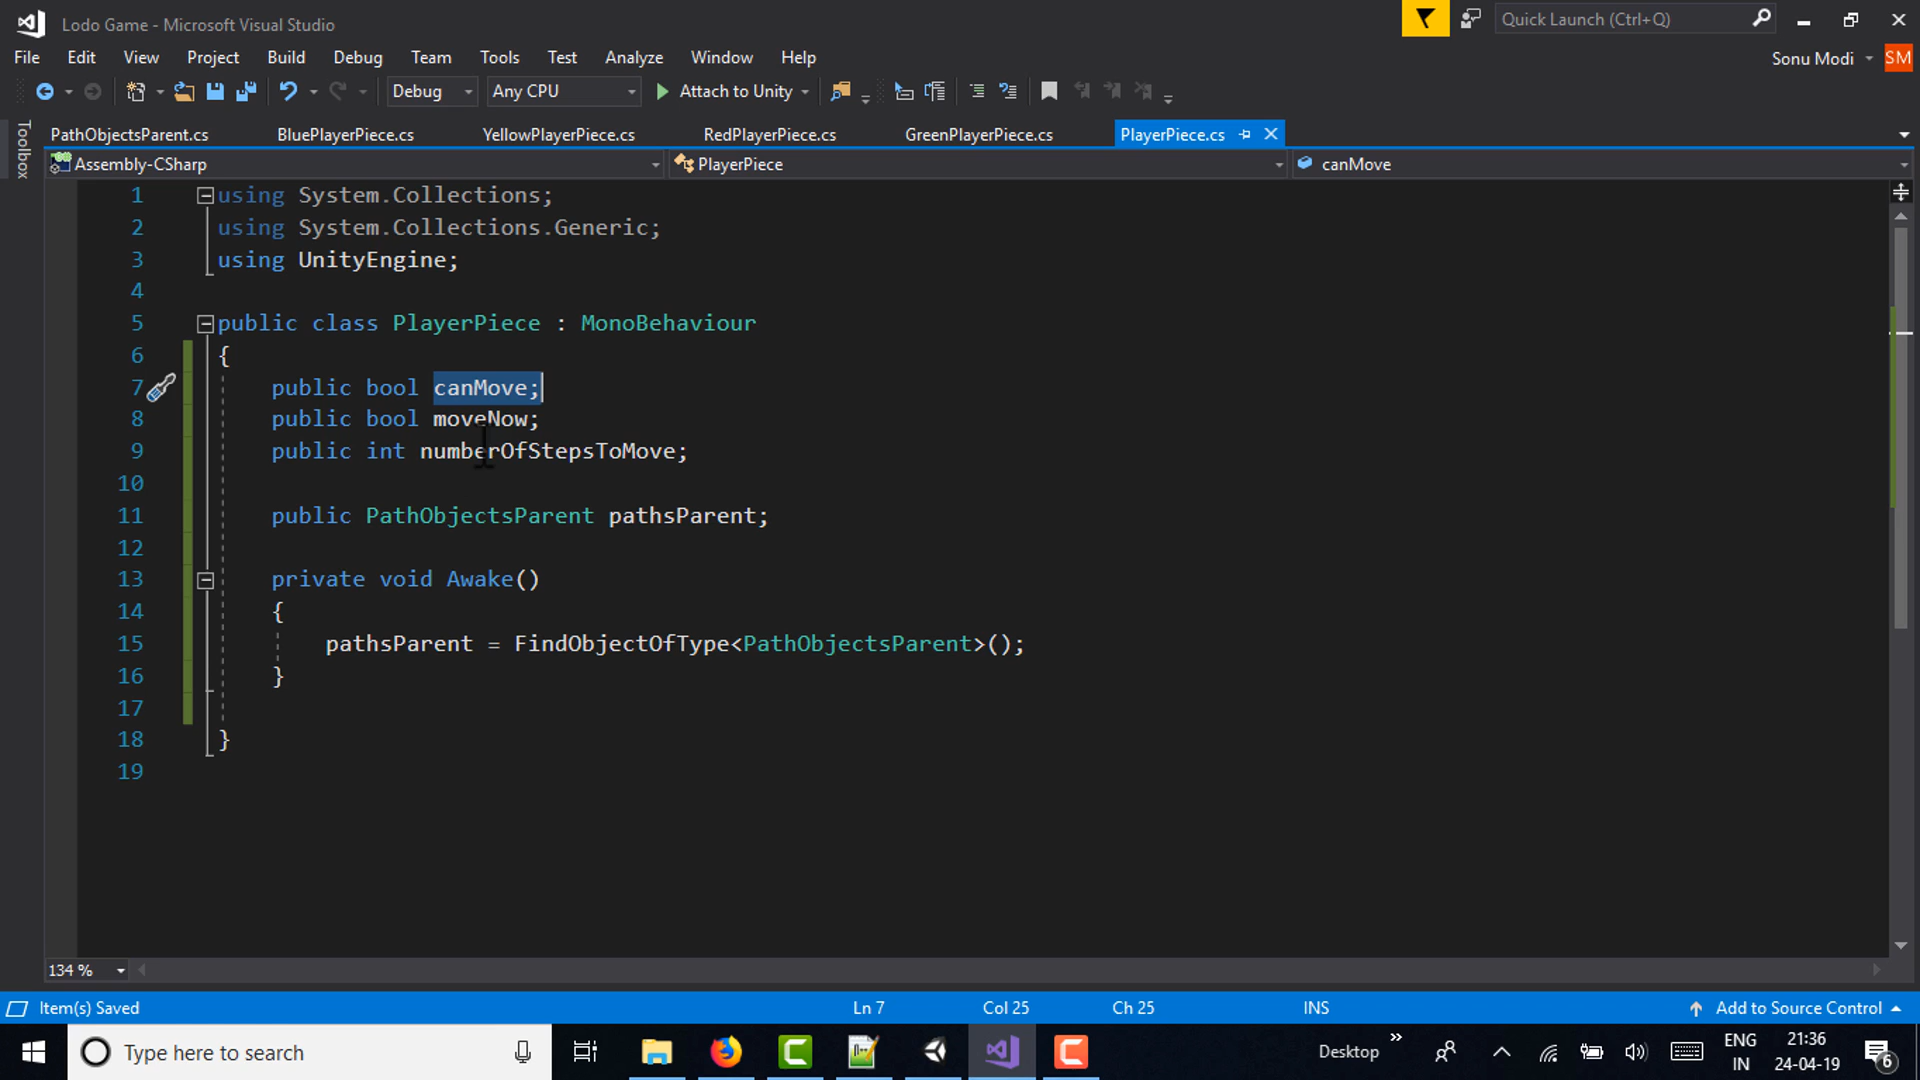 Lodo Game - Microsoft Visual Studio
Quick Launch (Ctrl+Q)
File Edit View Project Build Debug Team Tools Test Analyze Window Help
Sonu Modi SM
Debug Any CPU Attach to Unity
Toolbox
PathObjectsParent.cs BluePlayerPiece.cs YellowPlayerPiece.cs RedPlayerPiece.cs GreenPlayerPiece.cs PlayerPiece.cs
Assembly-CSharp PlayerPiece canMove
1 using System.Collections;
2 using System.Collections.Generic;
3 using UnityEngine;
4
5 public class PlayerPiece : MonoBehaviour
6 {
7 public bool canMove;
8 public bool moveNow;
9 public int numberOfStepsToMove;
10
11 public PathObjectsParent pathsParent;
12
13 private void Awake()
14 {
15 pathsParent = FindObjectOfType<PathObjectsParent>();
16 }
17
18 }
19
134 %
Item(s) Saved Ln 7 Col 25 Ch 25 INS Add to Source Control
Type here to search Desktop ENG IN 21:36 24-04-19 6